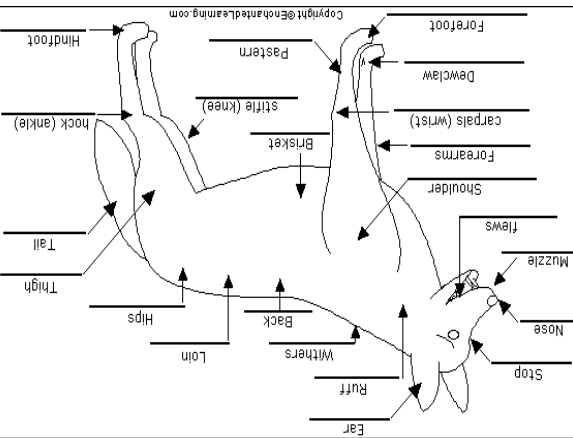 Ear
Ruff
Stop
Withers
Loin
Nose
Back
Hips
Thigh
Muzzle
Tail
flews
Shoulder
Forearms
Brisket
carpals (wrist)
hock (ankle)
stifle (knee)
Dewclaw
Pastern
Hindfoot
Forefoot
Copyright ©EnchantedLearning.com